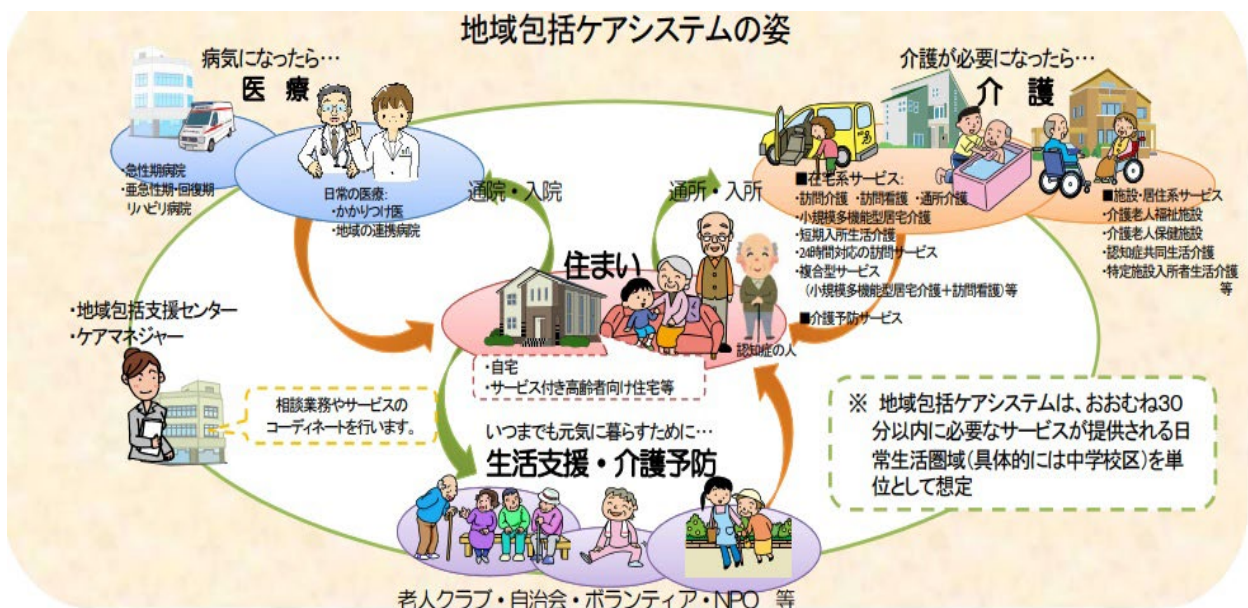 地域包括ケアシステムの姿
病気になったら…
医 療
・急性期病院
・亜急性期・回復期
リハビリ病院
日常の医療:
・かかりつけ医
・地域の連携病院
通院・入院
通所・入所
介護が必要になったら…
介 護
■在宅系サービス:
・訪問介護 ・訪問看護 ・通所介護
・小規模多機能型居宅介護
・短期入所生活介護
・24時間対応の訪問サービス
・複合型サービス
(小規模多機能型居宅介護+訪問看護)等
■介護予防サービス
■施設・居住系サービス
・介護老人福祉施設
・介護老人保健施設
・認知症共同生活介護
・特定施設入所者生活介護
等
住まい
認知症の人
・自宅
・サービス付き高齢者向け住宅等
・地域包括支援センター
・ケアマネジャー
相談業務やサービスの
コーディネートを行います。
いつまでも元気に暮らすために…
生活支援・介護予防
老人クラブ・自治会・ボランティア・NPO 等
※ 地域包括ケアシステムは、おおむね30
分以内に必要なサービスが提供される日
常生活圏域(具体的には中学校区)を単
位として想定